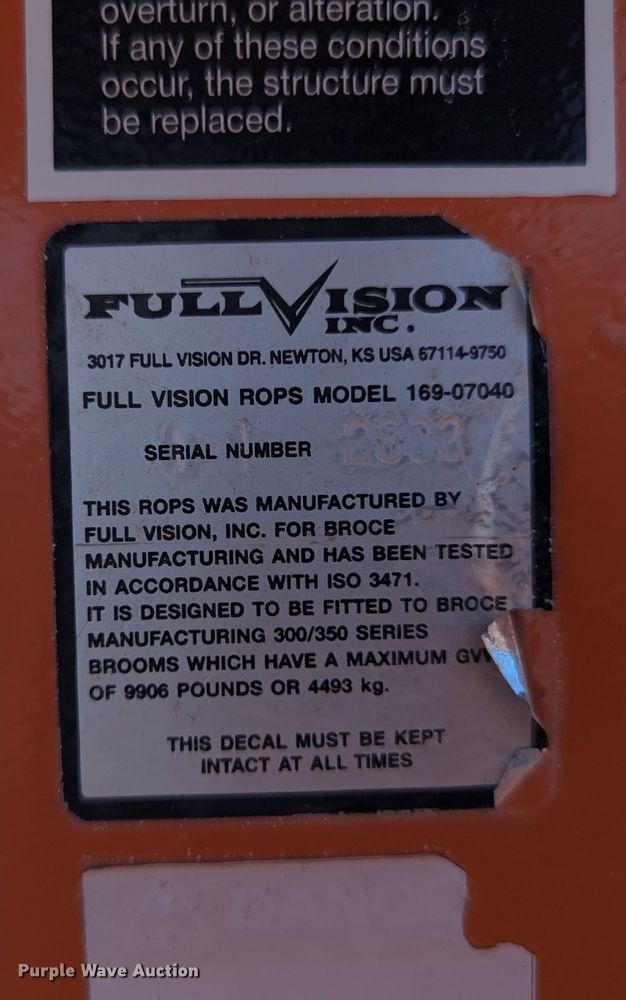 overturn, or alteration.
If any of these conditions
occur, the structure must
be replaced.
FULL VISION
INC.
3017 FULL VISION DR. NEWTON, KS USA 67114-9750
FULL VISION ROPS MODEL 169-07040
SERIAL NUMBER
THIS ROPS WAS MANUFACTURED BY
FULL VISION, INC. FOR BROCE
MANUFACTURING AND HAS BEEN TESTED
IN ACCORDANCE WITH ISO 3471.
IT IS DESIGNED TO BE FITTED TO BROCE
MANUFACTURING 300/350 SERIES
BROOMS WHICH HAVE A MAXIMUM
OF 9906 POUNDS OR 4493 kg.
THIS DECAL MUST BE KEPT
INTACT AT ALL TIMES
Purple Wave Auction